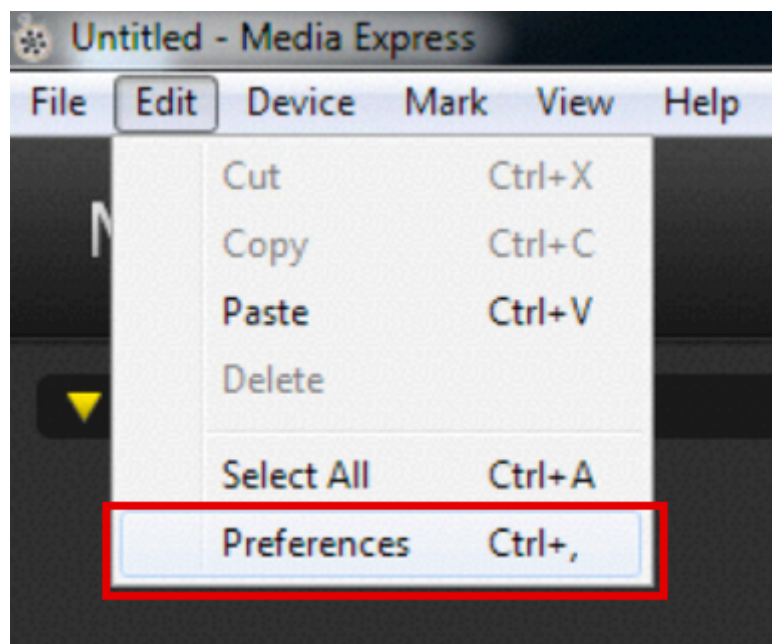 Untitled - Media Express
File Edit Device Mark View Help
Cut Ctrl+X
Copy Ctrl+C
Paste Ctrl+V
Delete
Select All Ctrl+A
Preferences Ctrl+,